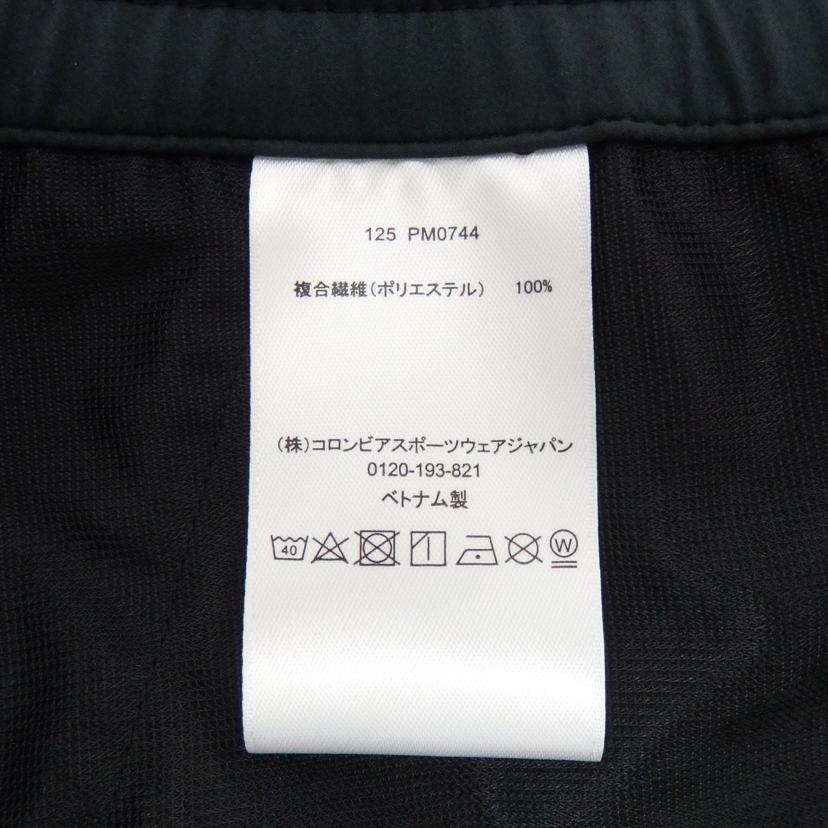 125 PM0744
複合繊維(ポリエステル) 100%
(株)コロンビアスポーツウェアジャパン
0120-193-821
ベトナム製
40 W